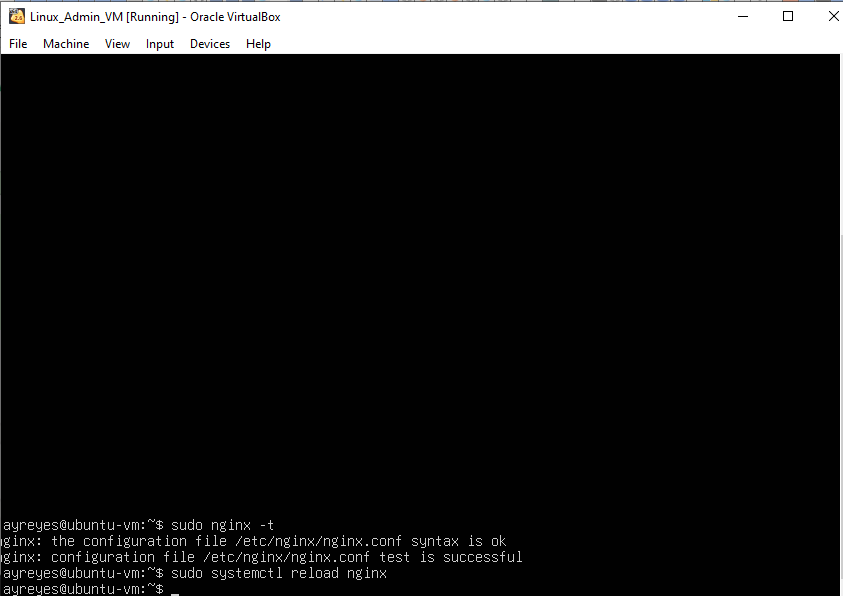 Linux_Admin_VM [Running] - Oracle VirtualBox
File Machine View Input Devices Help
ayreyes@ubuntu-vm:~$ sudo nginx -t
nginx: the configuration file /etc/nginx/nginx.conf syntax is ok
nginx: configuration file /etc/nginx/nginx.conf test is successful
ayreyes@ubuntu-vm:~$ sudo systemctl reload nginx
ayreyes@ubuntu-vm:~$ _